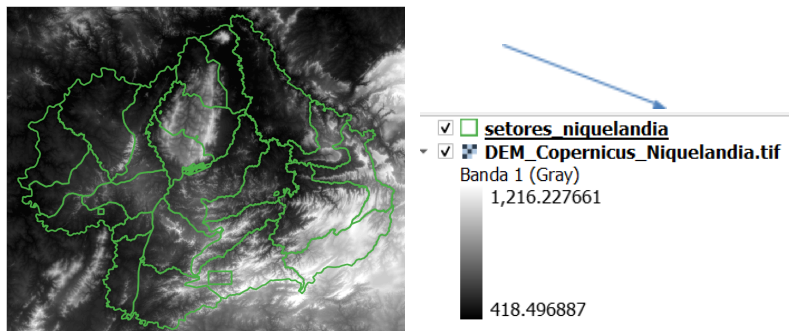 setores_niquelandia
DEM_Copernicus_Niquelandia.tif
Banda 1 (Gray)
1,216.227661
418.496887